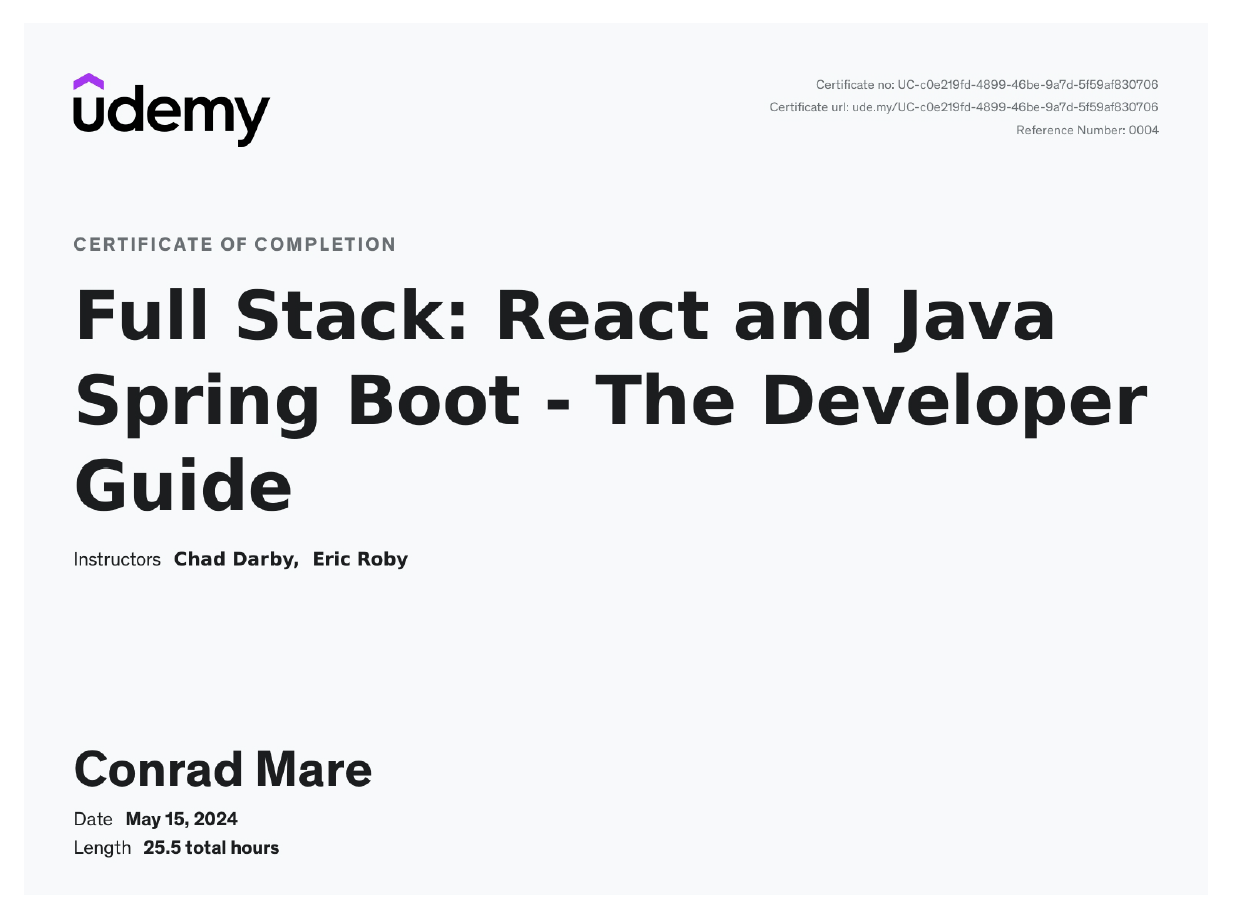 udemy
Certificate no: UC-c0e219fd-4899-46be-9a7d-5f59af830706
Certificate url: ude.my/UC-c0e219fd-4899-46be-9a7d-5f59af830706
Reference Number: 0004
CERTIFICATE OF COMPLETION
Full Stack: React and Java
Spring Boot - The Developer
Guide
Instructors Chad Darby, Eric Roby
Conrad Mare
Date May 15, 2024
Length 25.5 total hours